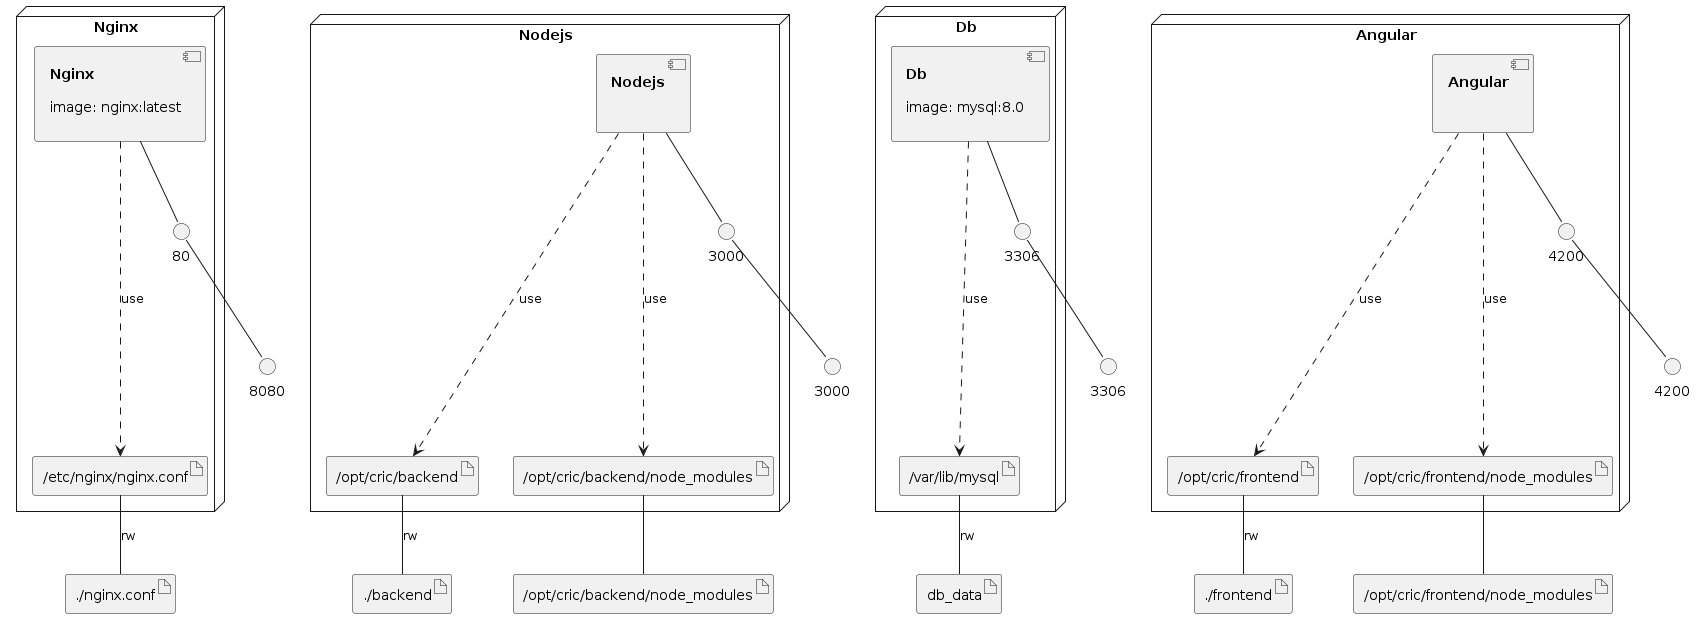 Nginx
Nginx
image: nginx:latest
80
use
8080
/etc/nginx/nginx.conf
rw
./nginx.conf
Nodejs
Nodejs
3000
use
use
3000
/opt/cric/backend
/opt/cric/backend/node_modules
rw
./backend
/opt/cric/backend/node_modules
Db
Db
image: mysql:8.0
3306
use
3306
/var/lib/mysql
rw
db_data
Angular
Angular
4200
use
use
4200
/opt/cric/frontend
/opt/cric/frontend/node_modules
rw
./frontend
/opt/cric/frontend/node_modules